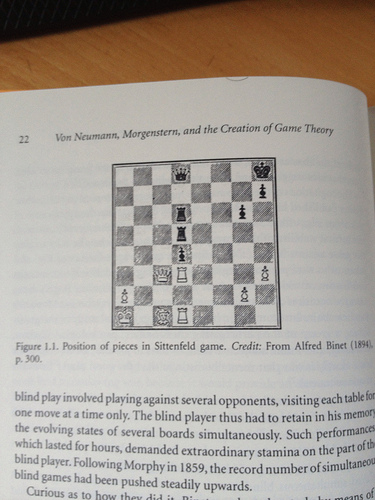 22
Von Neumann, Morgenstern, and the Creation of Game Theory
Figure 1.1. Position of pieces in Sittenfeld game. Credit: From Alfred Binet (1894),
p. 300.
blind play involved playing against several opponents, visiting each table for
one move at a time only. The blind player thus had to retain in his memory
the evolving states of several boards simultaneously. Such performances,
which lasted for hours, demanded extraordinary stamina on the part of the
blind player. Following Morphy in 1859, the record number of simultaneous
blind games had been pushed steadily upwards.
Curious as to how they did it, by means of